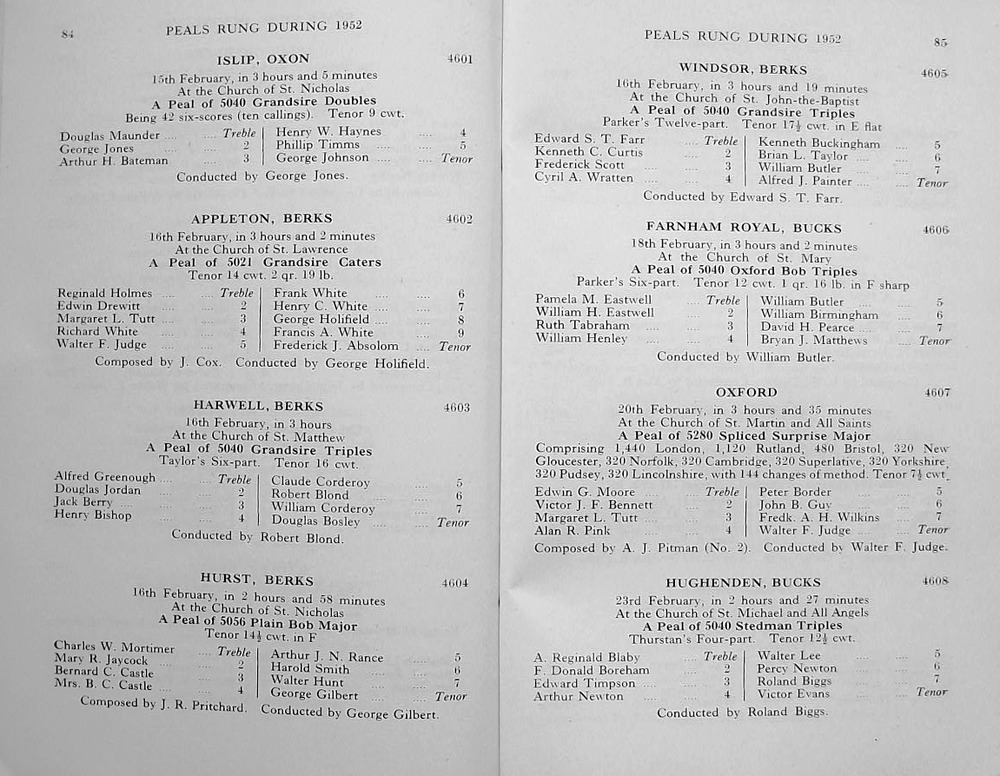 84
PEALS RUNG DURING 1952
ISLIP, OXON 4601
15th February, in 3 hours and 5 minutes
At the Church of St. Nicholas
A Peal of 5040 Grandsire Doubles
Being 42 six-scores (ten callings). Tenor 9 cwt.
Douglas Maunder .... .... Treble | Henry W. Haynes .... 4
George Jones .... .... 2 | Phillip Timms .... .... 5
Arthur H. Bateman .... 3 | George Johnson .... .... Tenor
Conducted by George Jones.
APPLETON, BERKS 4602
16th February, in 3 hours and 2 minutes
At the Church of St. Lawrence
A Peal of 5021 Grandsire Caters
Tenor 14 cwt. 2 qr. 19 lb.
Reginald Holmes .... .... Treble | Frank White .... .... 6
Edwin Drewitt .... .... 2 | Henry C. White .... .... 7
Margaret L. Tutt .... .... 3 | George Holifield .... .... 8
Richard White .... .... 4 | Francis A. White .... 9
Walter F. Judge .... .... 5 | Frederick J. Absolom .... Tenor
Composed by J. Cox. Conducted by George Holifield.
HARWELL, BERKS 4603
16th February, in 3 hours
At the Church of St. Matthew
A Peal of 5040 Grandsire Triples
Taylor's Six-part. Tenor 16 cwt.
Alfred Greenough .... .... Treble | Claude Corderoy .... 5
Douglas Jordan .... .... 2 | Robert Blond .... .... 6
Jack Berry .... .... 3 | William Corderoy .... 7
Henry Bishop .... .... 4 | Douglas Bosley .... .... Tenor
Conducted by Robert Blond.
HURST, BERKS 4604
16th February, in 2 hours and 58 minutes
At the Church of St. Nicholas
A Peal of 5056 Plain Bob Major
Tenor 14½ cwt. in F
Charles W. Mortimer .... Treble | Arthur J. N. Rance .... 5
Mary R. Jaycock .... .... 2 | Harold Smith .... .... 6
Bernard C. Castle .... .... 3 | Walter Hunt .... .... 7
Mrs. B. C. Castle .... .... 4 | George Gilbert .... .... Tenor
Composed by J. R. Pritchard. Conducted by George Gilbert.
PEALS RUNG DURING 1952
85
WINDSOR, BERKS 4605
16th February, in 3 hours and 19 minutes
At the Church of St. John-the-Baptist
A Peal of 5040 Grandsire Triples
Parker's Twelve-part. Tenor 17½ cwt. in E flat
Edward S. T. Farr .... Treble | Kenneth Buckingham .... 5
Kenneth C. Curtis .... 2 | Brian L. Taylor .... .... 6
Frederick Scott .... .... 3 | William Butler .... .... 7
Cyril A. Wratten .... .... 4 | Alfred J. Painter .... .... Tenor
Conducted by Edward S. T. Farr.
FARNHAM ROYAL, BUCKS 4606
18th February, in 3 hours and 2 minutes
At the Church of St. Mary
A Peal of 5040 Oxford Bob Triples
Parker's Six-part. Tenor 12 cwt. 1 qr. 16 lb. in F sharp
Pamela M. Eastwell .... Treble | William Butler .... .... 5
William H. Eastwell .... 2 | William Birmingham .... 6
Ruth Tabraham .... .... 3 | David H. Pearce .... .... 7
William Henley .... .... 4 | Bryan J. Matthews .... Tenor
Conducted by William Butler.
OXFORD 4607
20th February, in 3 hours and 35 minutes
At the Church of St. Martin and All Saints
A Peal of 5280 Spliced Surprise Major
Comprising 1,440 London, 1,120 Rutland, 480 Bristol, 320 New
Gloucester, 320 Norfolk, 320 Cambridge, 320 Superlative, 320 Yorkshire,
320 Pudsey, 320 Lincolnshire, with 144 changes of method. Tenor 7½ cwt.
Edwin G. Moore .... .... Treble | Peter Border .... .... 5
Victor J. F. Bennett .... 2 | John B. Guy .... .... 6
Margaret L. Tutt .... .... 3 | Fredk. A. H. Wilkins .... 7
Alan R. Pink .... .... 4 | Walter F. Judge .... .... Tenor
Composed by A. J. Pitman (No. 2). Conducted by Walter F. Judge.
HUGHENDEN, BUCKS 4608
23rd February, in 2 hours and 27 minutes
At the Church of St. Michael and All Angels
A Peal of 5040 Stedman Triples
Thurstan's Four-part. Tenor 12½ cwt.
A. Reginald Blaby .... Treble | Walter Lee .... .... 5
F. Donald Boreham .... 2 | Percy Newton .... .... 6
Edward Timpson .... .... 3 | Roland Biggs .... .... 7
Arthur Newton .... .... 4 | Victor Evans .... .... Tenor
Conducted by Roland Biggs.